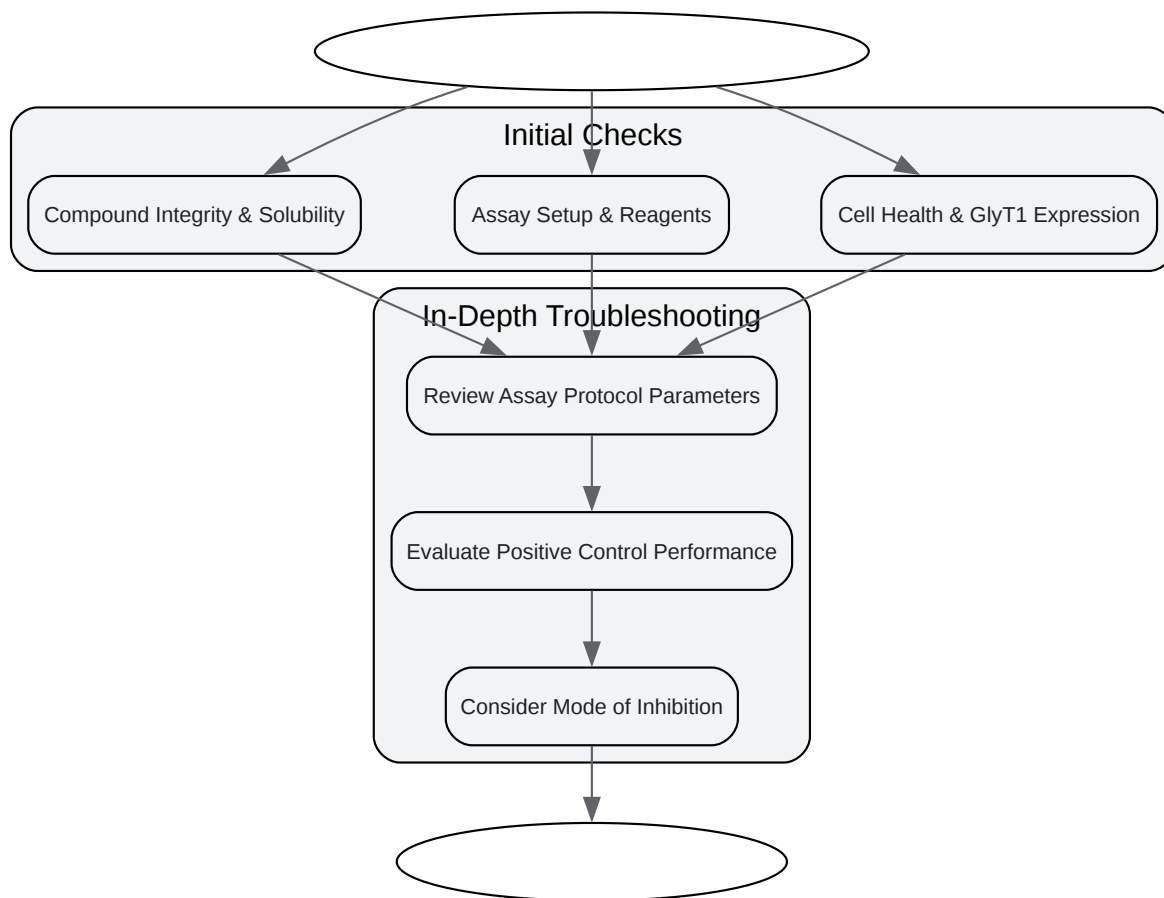 Initial Checks
Compound Integrity & Solubility
Assay Setup & Reagents
Cell Health & GlyT1 Expression
In-Depth Troubleshooting
Review Assay Protocol Parameters
Evaluate Positive Control Performance
Consider Mode of Inhibition